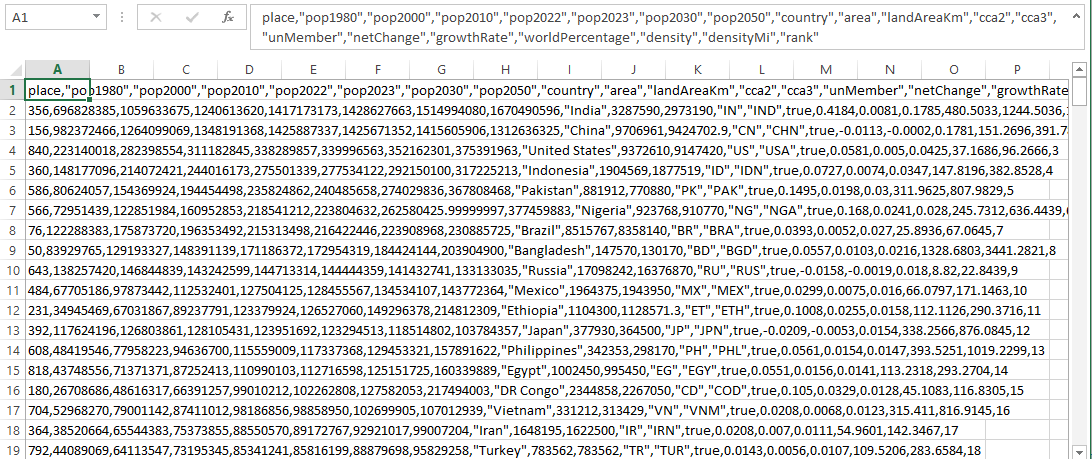 A1
fx
place,"pop1980","pop2000","pop2010","pop2022","pop2023","pop2030","pop2050","country","area","landAreaKm","cca2","cca3",
"unMember","netChange","growthRate","worldPercentage","density","densityMi","rank"
A B C D E F G H I J K L M N O P
1 place,"pop1980","pop2000","pop2010","pop2022","pop2023","pop2030","pop2050","country","area","landAreaKm","cca2","cca3","unMember","netChange","growthRate
2 356,696828385,1059633675,1240613620,1417173173,1428627663,1514994080,1670490596,"India",3287590,2973190,"IN","IND",true,0.4184,0.0081,0.1785,480.5033,1244.5036,
3 156,982372466,1264099069,1348191368,1425887337,1425671352,1415605906,1312636325,"China",9706961,9424702.9,"CN","CHN",true,-0.0113,-0.0002,0.1781,151.2696,391.7
4 840,223140018,282398554,311182845,338289857,339996563,352162301,375391963,"United States",9372610,9147420,"US","USA",true,0.0581,0.005,0.0425,37.1686,96.2666,3
5 360,148177096,214072421,244016173,275501339,277534122,292150100,317225213,"Indonesia",1904569,1877519,"ID","IDN",true,0.0727,0.0074,0.0347,147.8196,382.8528,4
6 586,80624057,154369924,194454498,235824862,240485658,274029836,367808468,"Pakistan",881912,770880,"PK","PAK",true,0.1495,0.0198,0.03,311.9625,807.9829,5
7 566,72951439,122851984,160952853,218541212,223804632,262580425.99999997,377459883,"Nigeria",923768,910770,"NG","NGA",true,0.168,0.0241,0.028,245.7312,636.4439,
8 76,122288383,175873720,196353492,215313498,216422446,223908968,230885725,"Brazil",8515767,8358140,"BR","BRA",true,0.0393,0.0052,0.027,25.8936,67.0645,7
9 50,83929765,129193327,148391139,171186372,172954319,184424144,203904900,"Bangladesh",147570,130170,"BD","BGD",true,0.0557,0.0103,0.0216,1328.6803,3441.2821,8
10 643,138257420,146844839,143242599,144713314,144444359,141432741,133133035,"Russia",17098242,16376870,"RU","RUS",true,-0.0158,-0.0019,0.018,8.82,22.8439,9
11 484,67705186,97873442,112532401,127504125,128455567,134534107,143772364,"Mexico",1964375,1943950,"MX","MEX",true,0.0299,0.0075,0.016,66.0797,171.1463,10
12 231,34945469,67031867,89237791,123379924,126527060,149296378,214812309,"Ethiopia",1104300,1128571.3,"ET","ETH",true,0.1008,0.0255,0.0158,112.1126,290.3716,11
13 392,117624196,126803861,128105431,123951692,123294513,118514802,103784357,"Japan",377930,364500,"JP","JPN",true,-0.0209,-0.0053,0.0154,338.2566,876.0845,12
14 608,48419546,77958223,94636700,115559009,117337368,129453321,157891622,"Philippines",342353,298170,"PH","PHL",true,0.0561,0.0154,0.0147,393.5251,1019.2299,13
15 818,43748556,71371371,87252413,110990103,112716598,125151725,160339889,"Egypt",1002450,995450,"EG","EGY",true,0.0551,0.0156,0.0141,113.2318,293.2704,14
16 180,26708686,48616317,66391257,99010212,102262808,127582053,217494003,"DR Congo",2344858,2267050,"CD","COD",true,0.105,0.0329,0.0128,45.1083,116.8305,15
17 704,52968270,79001142,87411012,98186856,98858950,102699905,107012939,"Vietnam",331212,313429,"VN","VNM",true,0.0208,0.0068,0.0123,315.411,816.9145,16
18 364,38520664,65544383,75373855,88550570,89172767,92921017,99007204,"Iran",1648195,1622500,"IR","IRN",true,0.0208,0.007,0.0111,54.9601,142.3467,17
19 792,44089069,64113547,73195345,85341241,85816199,88879698,95829258,"Turkey",783562,783562,"TR","TUR",true,0.0143,0.0056,0.0107,109.5206,283.6584,18